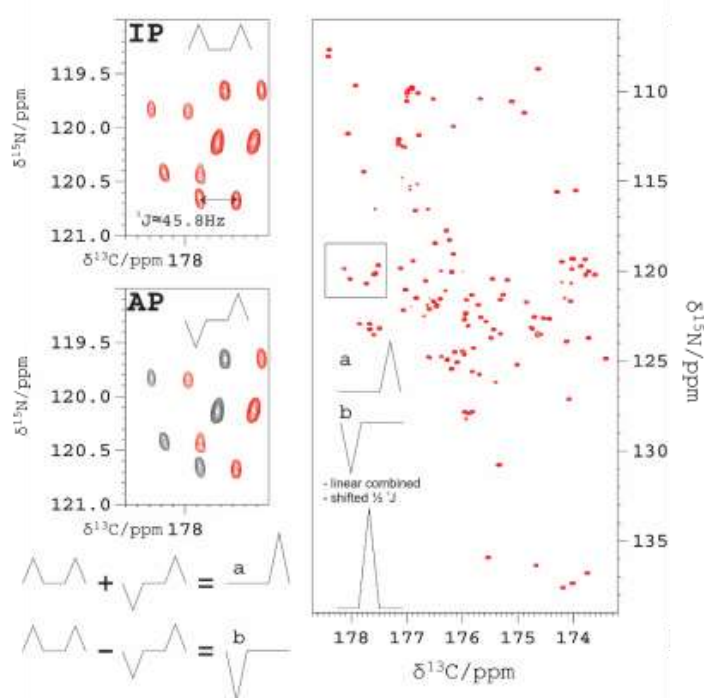 IP
119.5
120.0
120.5
121.0
δ¹⁵N/ppm
¹J≈45.8Hz
δ¹³C/ppm 178
AP
119.5
120.0
120.5
121.0
δ¹⁵N/ppm
δ¹³C/ppm 178
+ = a
− = b
a
b
- linear combined
- shifted ½ ¹J
110
115
120
125
130
135
δ¹⁵N/ppm
178 177 176 175 174
δ¹³C/ppm